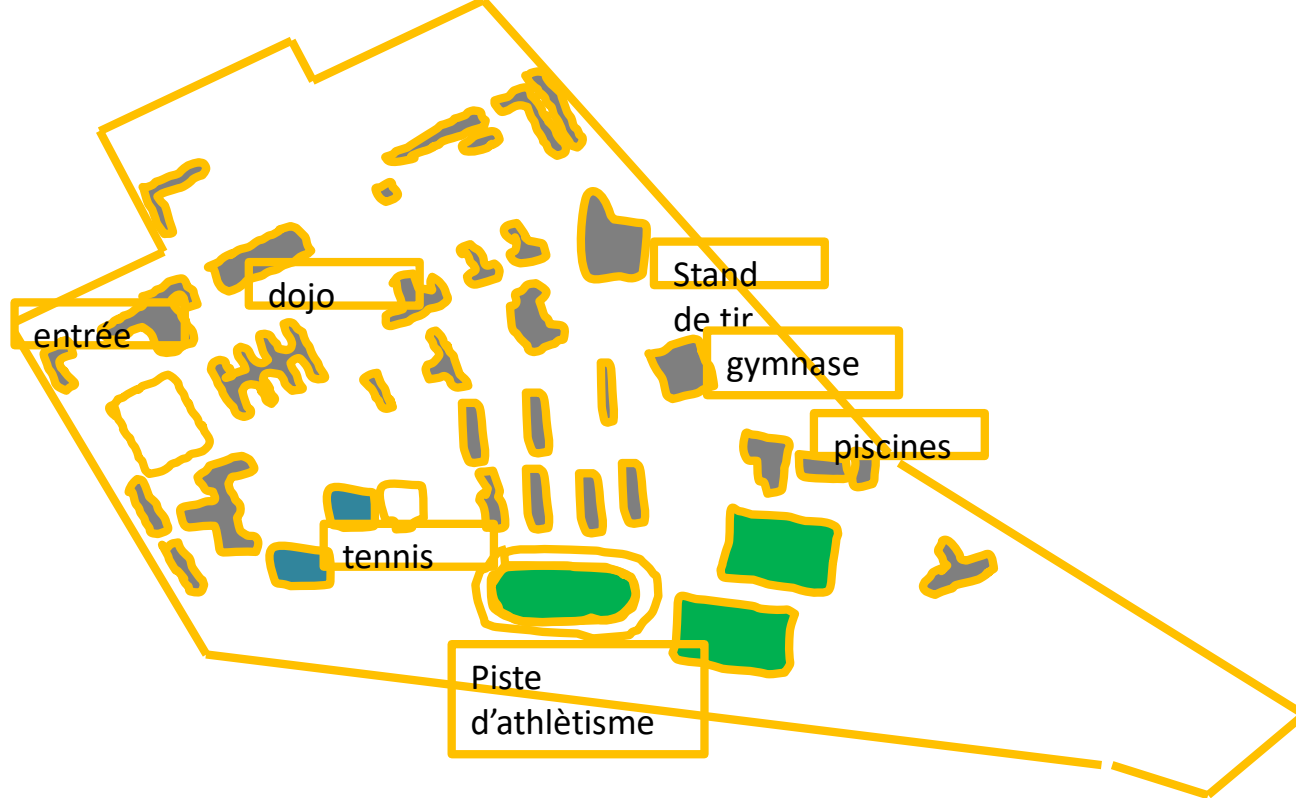 Stand
de tir
dojo
entrée
gymnase
piscines
tennis
Piste
d'athlètisme